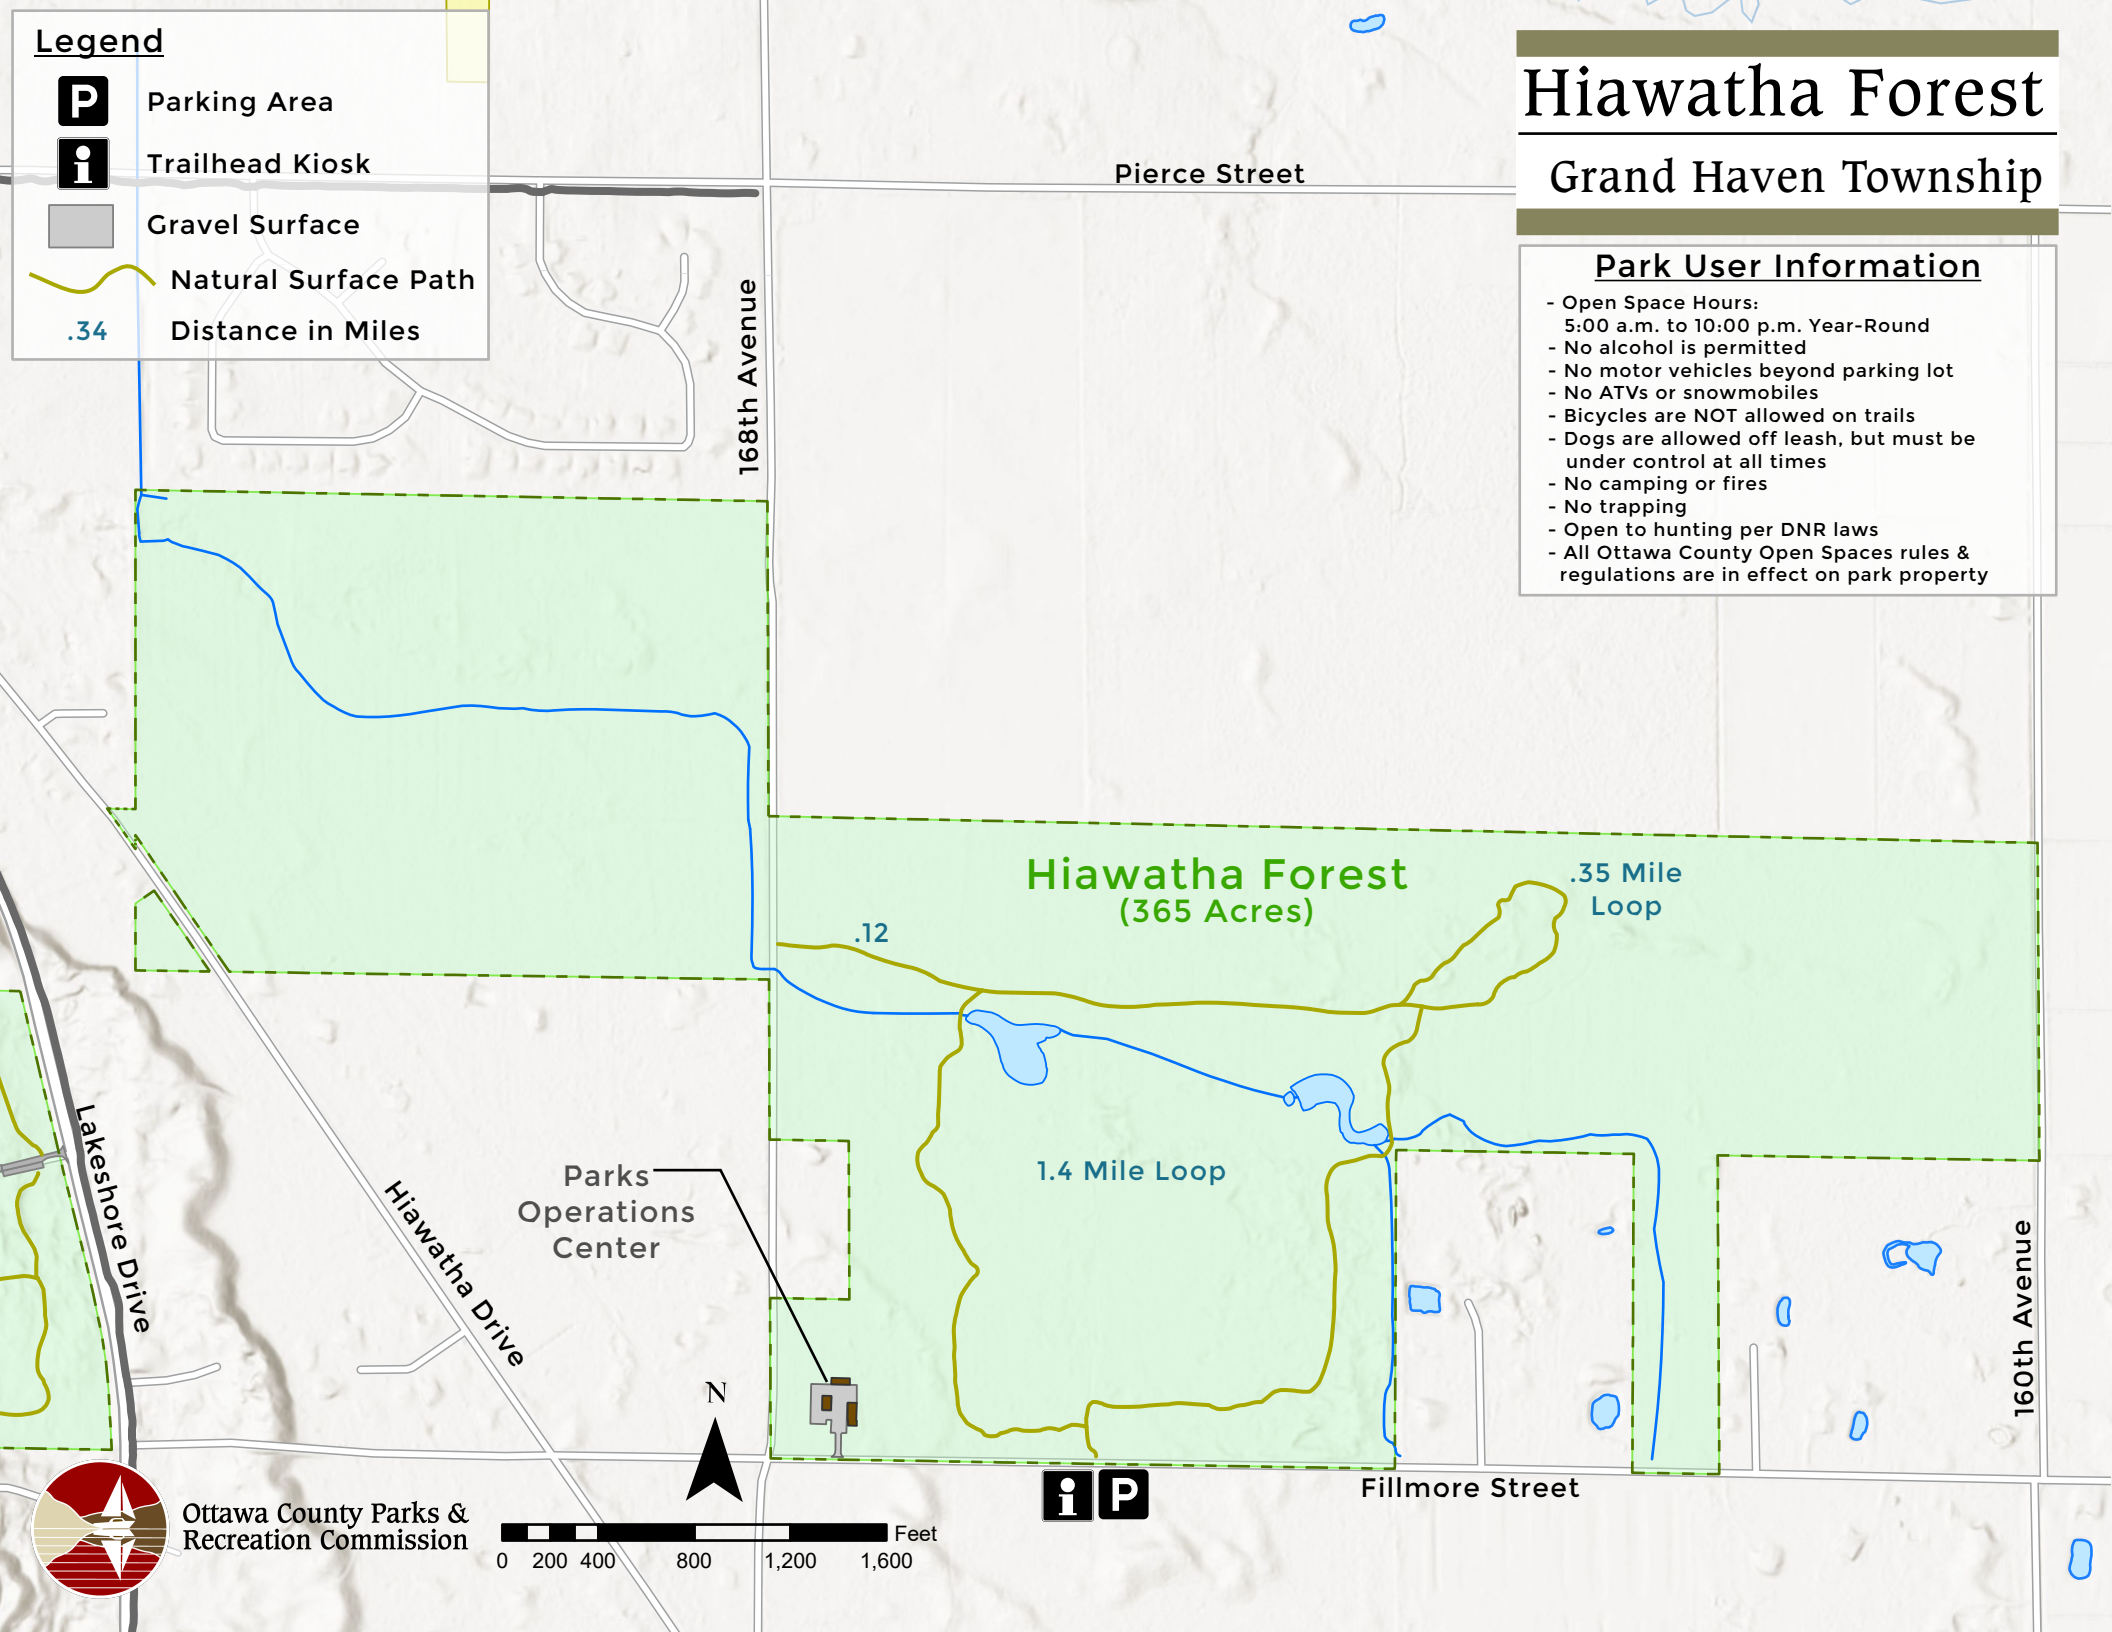 Legend
P
Parking Area
i
Trailhead Kiosk
Gravel Surface
Natural Surface Path
.34
Distance in Miles
Hiawatha Forest
Grand Haven Township
Park User Information
- Open Space Hours:
5:00 a.m. to 10:00 p.m. Year-Round
- No alcohol is permitted
- No motor vehicles beyond parking lot
- No ATVs or snowmobiles
- Bicycles are NOT allowed on trails
- Dogs are allowed off leash, but must be
under control at all times
- No camping or fires
- No trapping
- Open to hunting per DNR laws
- All Ottawa County Open Spaces rules &
regulations are in effect on park property
Pierce Street
168th Avenue
Hiawatha Forest
(365 Acres)
.35 Mile
Loop
.12
1.4 Mile Loop
Parks
Operations
Center
Lakeshore Drive
Hiawatha Drive
160th Avenue
N
i
P
Fillmore Street
Ottawa County Parks &
Recreation Commission
Feet
0 200 400 800 1,200 1,600